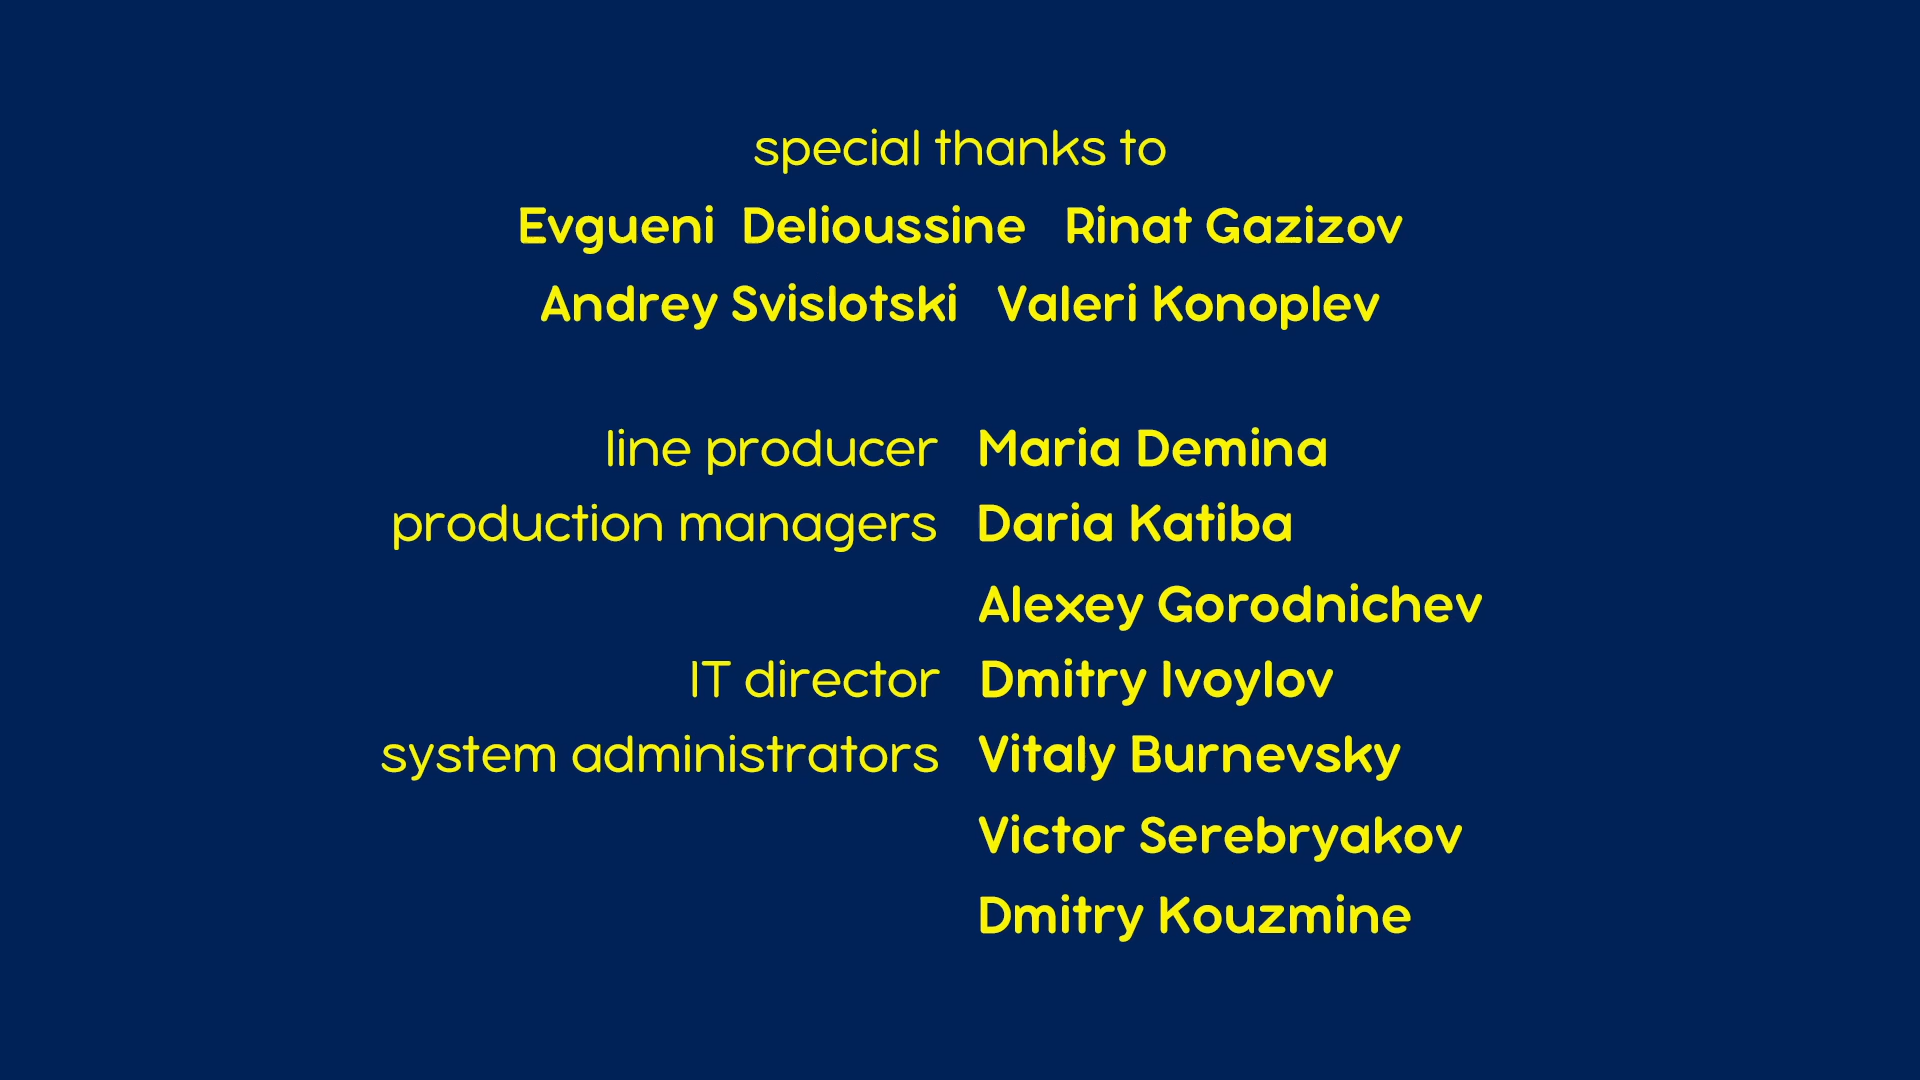 special thanks to
Evgueni Delioussine Rinat Gazizov
Andrey Svislotski Valeri Konoplev
line producer Maria Demina
production managers Daria Katiba
Alexey Gorodnichev
IT director Dmitry Ivoylov
system administrators Vitaly Burnevsky
Victor Serebryakov
Dmitry Kouzmine